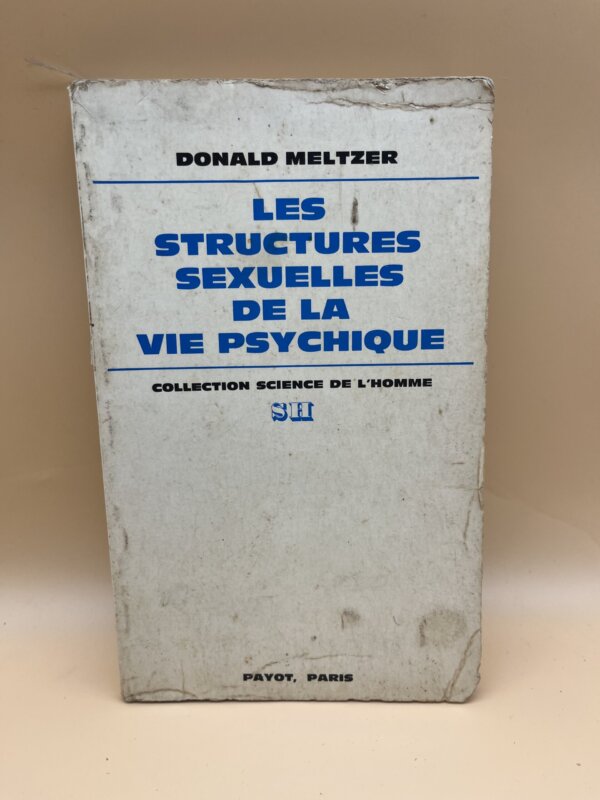 DONALD MELTZER
LES
STRUCTURES
SEXUELLES
DE LA
VIE PSYCHIQUE
COLLECTION SCIENCE DE L'HOMME
SH
PAYOT, PARIS